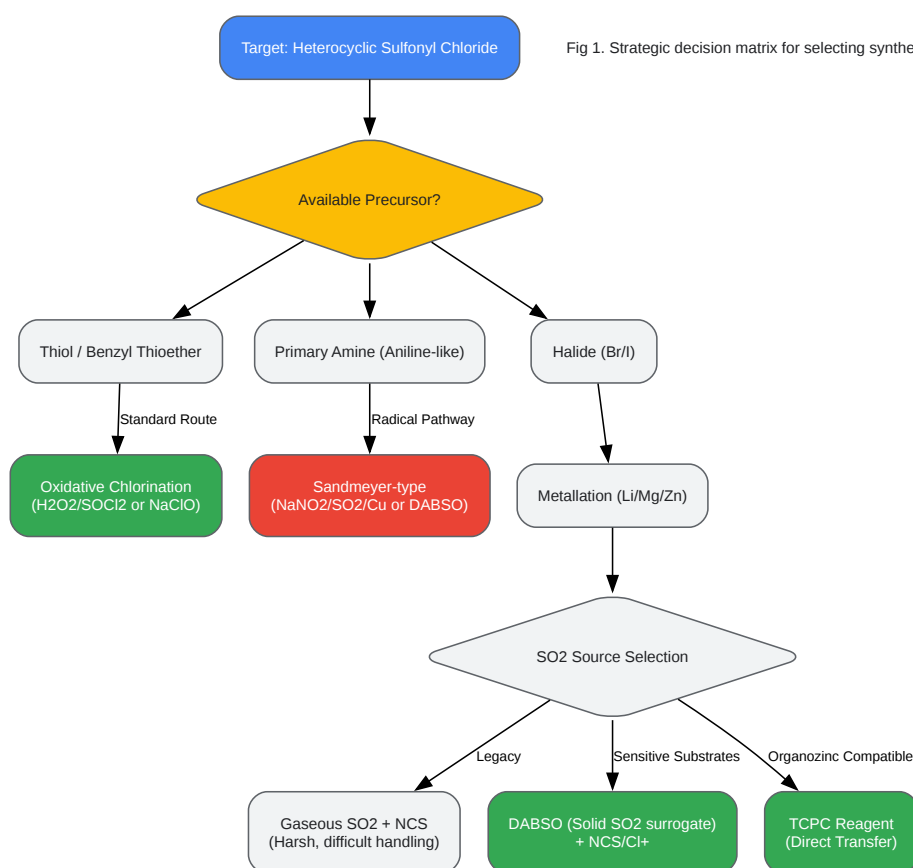 Target: Heterocyclic Sulfonyl Chloride
Fig 1. Strategic decision matrix for selecting
Available Precursor?
Thiol / Benzyl Thioether
Primary Amine (Aniline-like)
Halide (Br/I)
Standard Route
Radical Pathway
Oxidative Chlorination
(H2O2/SOCl2 or NaClO)
Sandmeyer-type
(NaNO2/SO2/Cu or DABSO)
Metallation (Li/Mg/Zn)
SO2 Source Selection
Legacy
Sensitive Substrates
Organozinc Compatible
Gaseous SO2 + NCS
(Harsh, difficult handling)
DABSO (Solid SO2 surrogate)
+ NCS/Cl+
TCPC Reagent
(Direct Transfer)